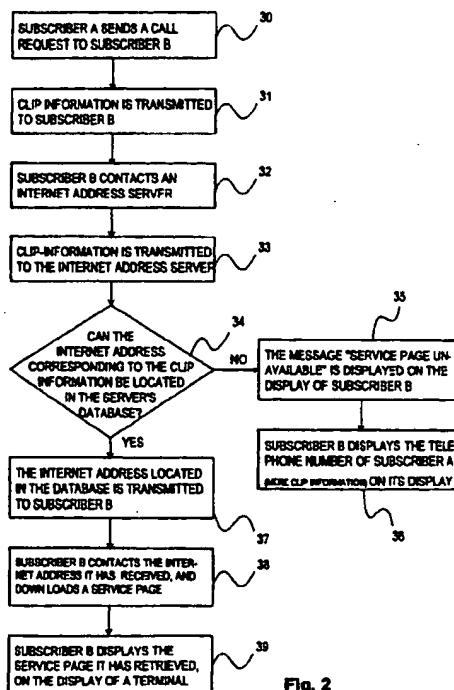 SUBSCRIBER A SENDS A CALL
REQUEST TO SUBSCRIBER B
30
CLIP INFORMATION IS TRANSMITTED
TO SUBSCRIBER B
31
SUBSCRIBER B CONTACTS AN
INTERNET ADDRESS SERVER
32
CLIP-INFORMATION IS TRANSMITTED
TO THE INTERNET ADDRESS SERVER
33
CAN THE
INTERNET ADDRESS
CORRESPONDING TO THE CLIP
INFORMATION BE LOCATED
IN THE SERVER'S
DATABASE?
34
NO
35
THE MESSAGE "SERVICE PAGE UN-
AVAILABLE" IS DISPLAYED ON THE
DISPLAY OF SUBSCRIBER B
SUBSCRIBER B DISPLAYS THE TELE
PHONE NUMBER OF SUBSCRIBER A
(MERE CLIP INFORMATION) ON ITS DISPLAY
36
YES
THE INTERNET ADDRESS LOCATED
IN THE DATABASE IS TRANSMITTED
TO SUBSCRIBER B
37
SUBSCRIBER B CONTACTS THE INTER-
NET ADDRESS IT HAS RECEIVED, AND
DOWN LOADS A SERVICE PAGE
38
SUBSCRIBER B DISPLAYS THE
SERVICE PAGE IT HAS RETRIEVED,
ON THE DISPLAY OF A TERMINAL
39
Fig. 2